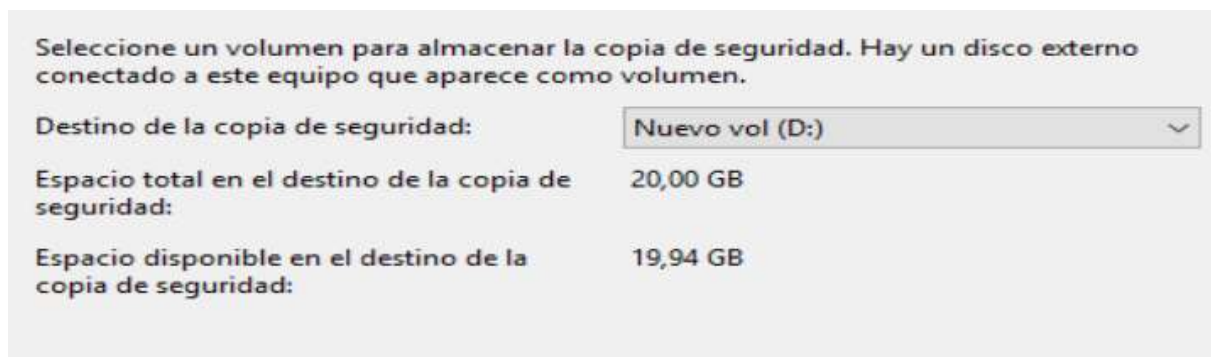 Seleccione un volumen para almacenar la copia de seguridad. Hay un disco externo
conectado a este equipo que aparece como volumen.
Destino de la copia de seguridad: Nuevo vol (D:)
Espacio total en el destino de la copia de 20,00 GB
seguridad:
Espacio disponible en el destino de la 19,94 GB
copia de seguridad: